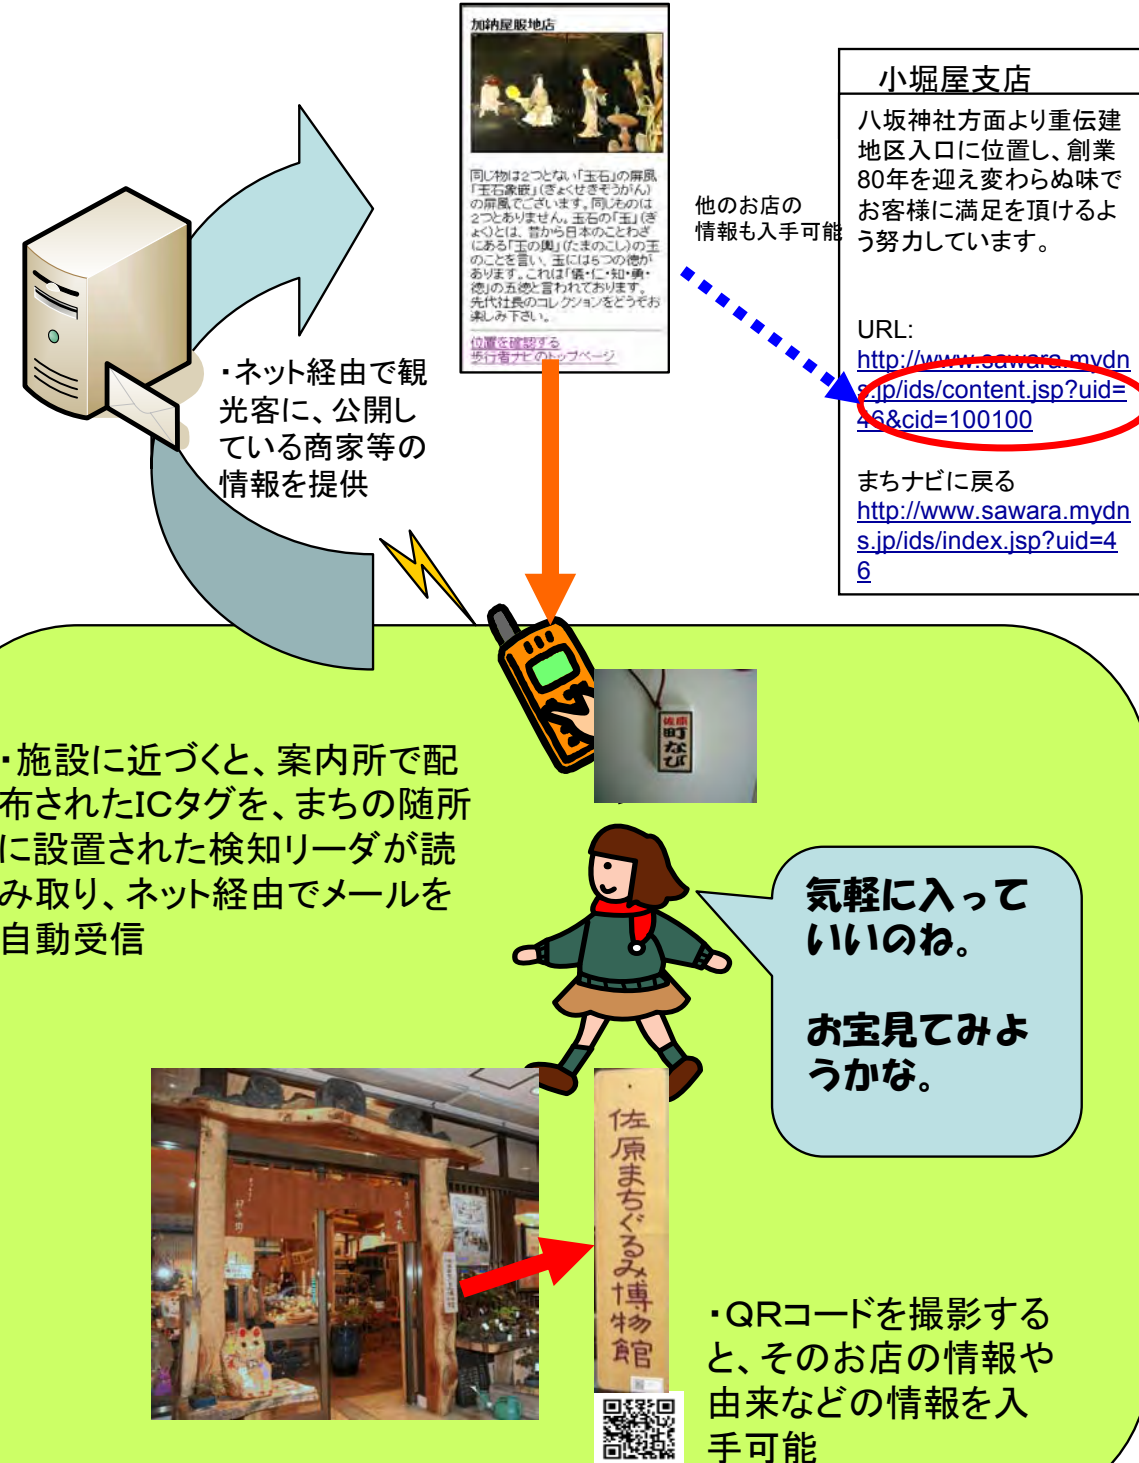 加納屋服地店
同じ物は2つとない「玉石」の屏風
「玉石象嵌」(ぎょくせきぞうがん)
の屏風でございます。同じものは
2つとありません。玉石の「玉」(ぎ
ょく)とは、昔から日本のことわざ
にある「玉の輿」(たまのこし)の玉
のことを言い、玉には5つの徳が
あります。これは「儀・仁・知・勇・
徳」の五徳と言われております。
先代社長のコレクションをどうぞお
楽しみ下さい。
位置を確認する
歩行者ナビのトップページ
他のお店の
情報も入手可能
小堀屋支店
八坂神社方面より重伝建
地区入口に位置し、創業
80年を迎え変わらぬ味で
お客様に満足を頂けるよ
う努力しています。
URL:
http://www.sawara.mydn
s.jp/ids/content.jsp?uid=
46&cid=100100
まちナビに戻る
http://www.sawara.mydn
s.jp/ids/index.jsp?uid=4
6
・ネット経由で観
光客に、公開し
ている商家等の
情報を提供
佐原
町なび
・施設に近づくと、案内所で配
布されたICタグを、まちの随所
に設置された検知リーダが読
み取り、ネット経由でメールを
自動受信
気軽に入って
いいのね。
お宝見てみよ
うかな。
佐原まちぐるみ博物館
・QRコードを撮影する
と、そのお店の情報や
由来などの情報を入
手可能